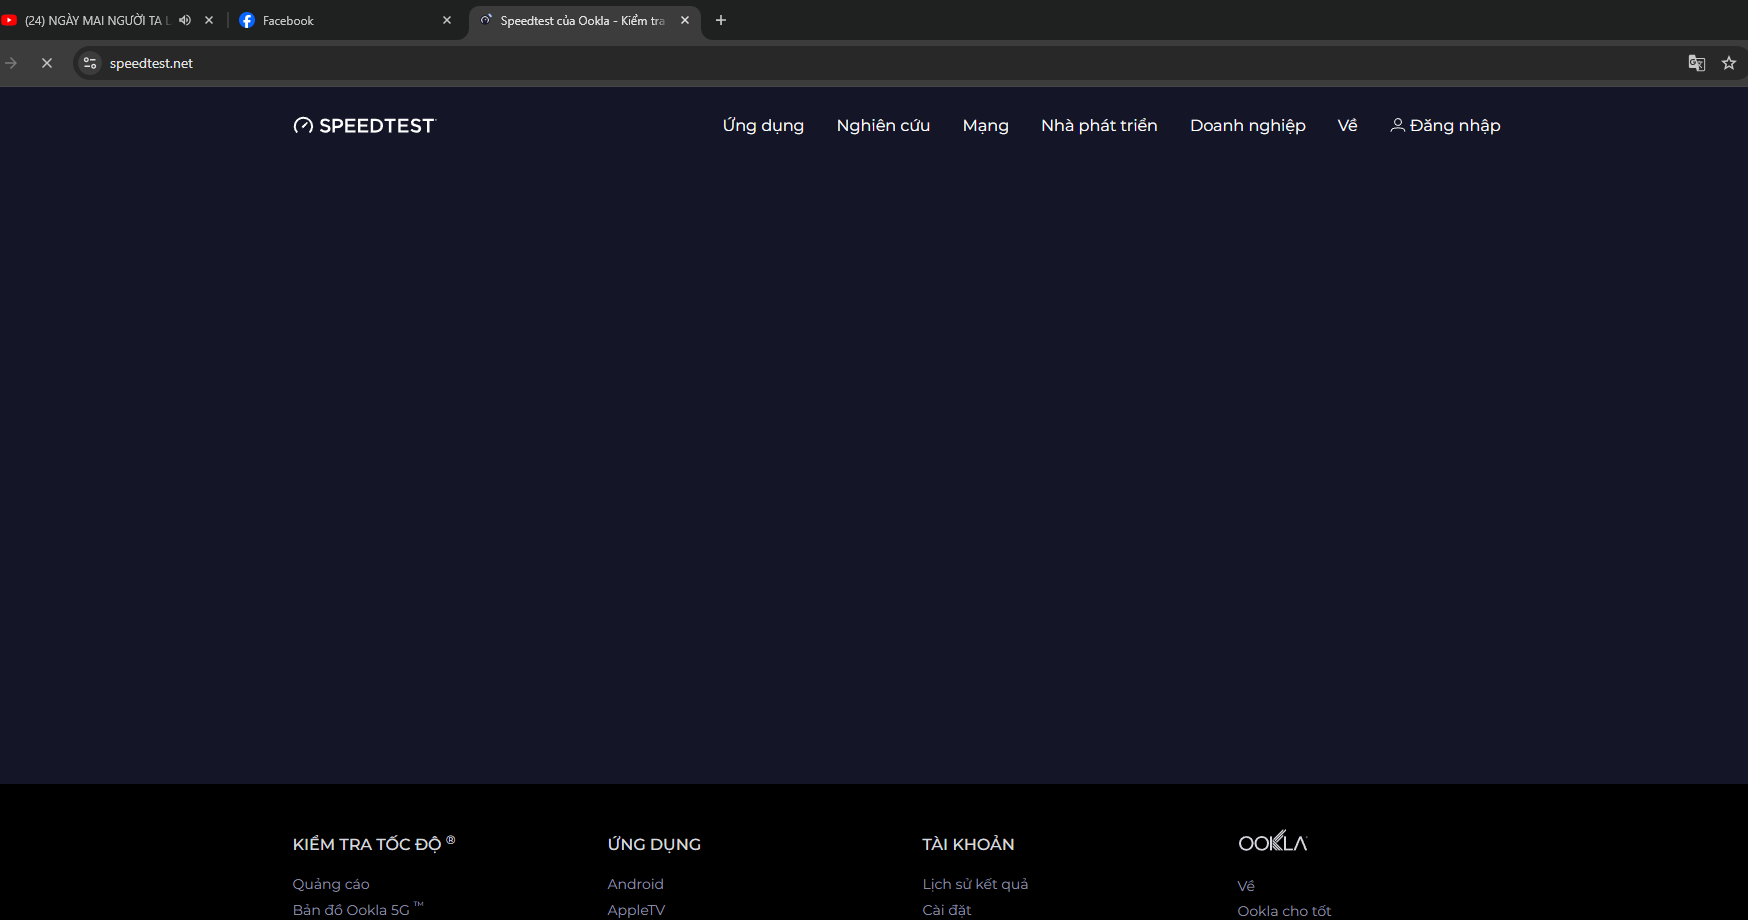 (24) NGÀY MAI NGƯỜI TA L
Facebook
Speedtest của Ookla - Kiểm tra
speedtest.net
SPEEDTEST
Ứng dụng Nghiên cứu Mạng Nhà phát triển Doanh nghiệp Về Đăng nhập
KIỂM TRA TỐC ĐỘ ® ỨNG DỤNG TÀI KHOẢN OOKLA
Quảng cáo Android Lịch sử kết quả Về
Bản đồ Ookla 5G ™ AppleTV Cài đặt Ookla cho tốt